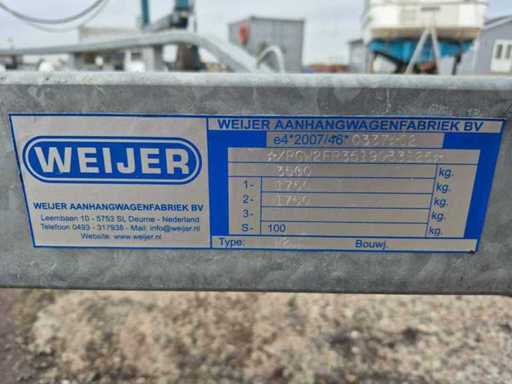 WEIJER
WEIJER AANHANGWAGENFABRIEK BV
Leembaan 10 - 5753 SL Deurne - Nederland
Telefoon 0493 - 317938 - Mail: info@weijer.nl
Website: www.weijer.nl
WEIJER AANHANGWAGENFABRIEK BV
e4*2007/46*
3500 kg.
1- 1750 kg.
2- 1750 kg.
3- kg.
S- 100 kg.
Type: Bouwj.